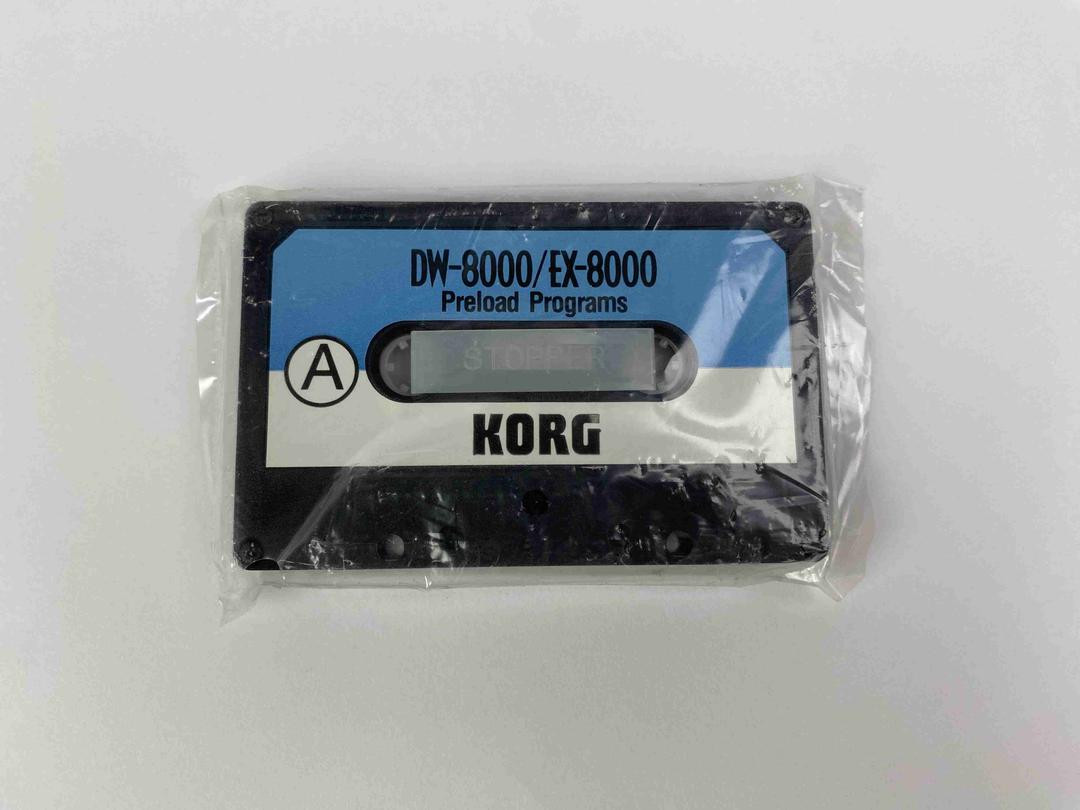 DW-8000/EX-8000
Preload Programs
A
STOPPER
KORG